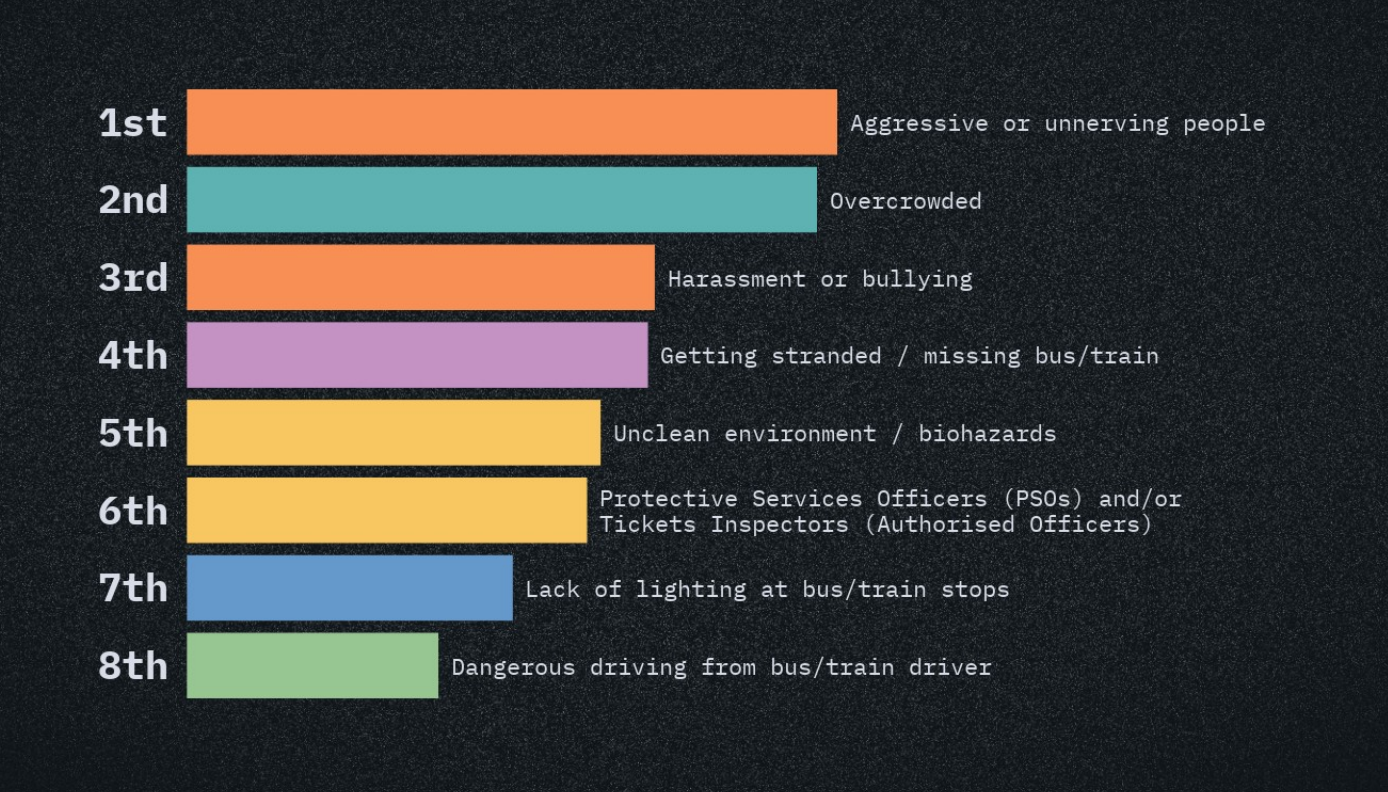 1st Aggressive or unnerving people
2nd Overcrowded
3rd Harassment or bullying
4th Getting stranded / missing bus/train
5th Unclean environment / biohazards
6th Protective Services Officers (PSOs) and/or
Tickets Inspectors (Authorised Officers)
7th Lack of lighting at bus/train stops
8th Dangerous driving from bus/train driver